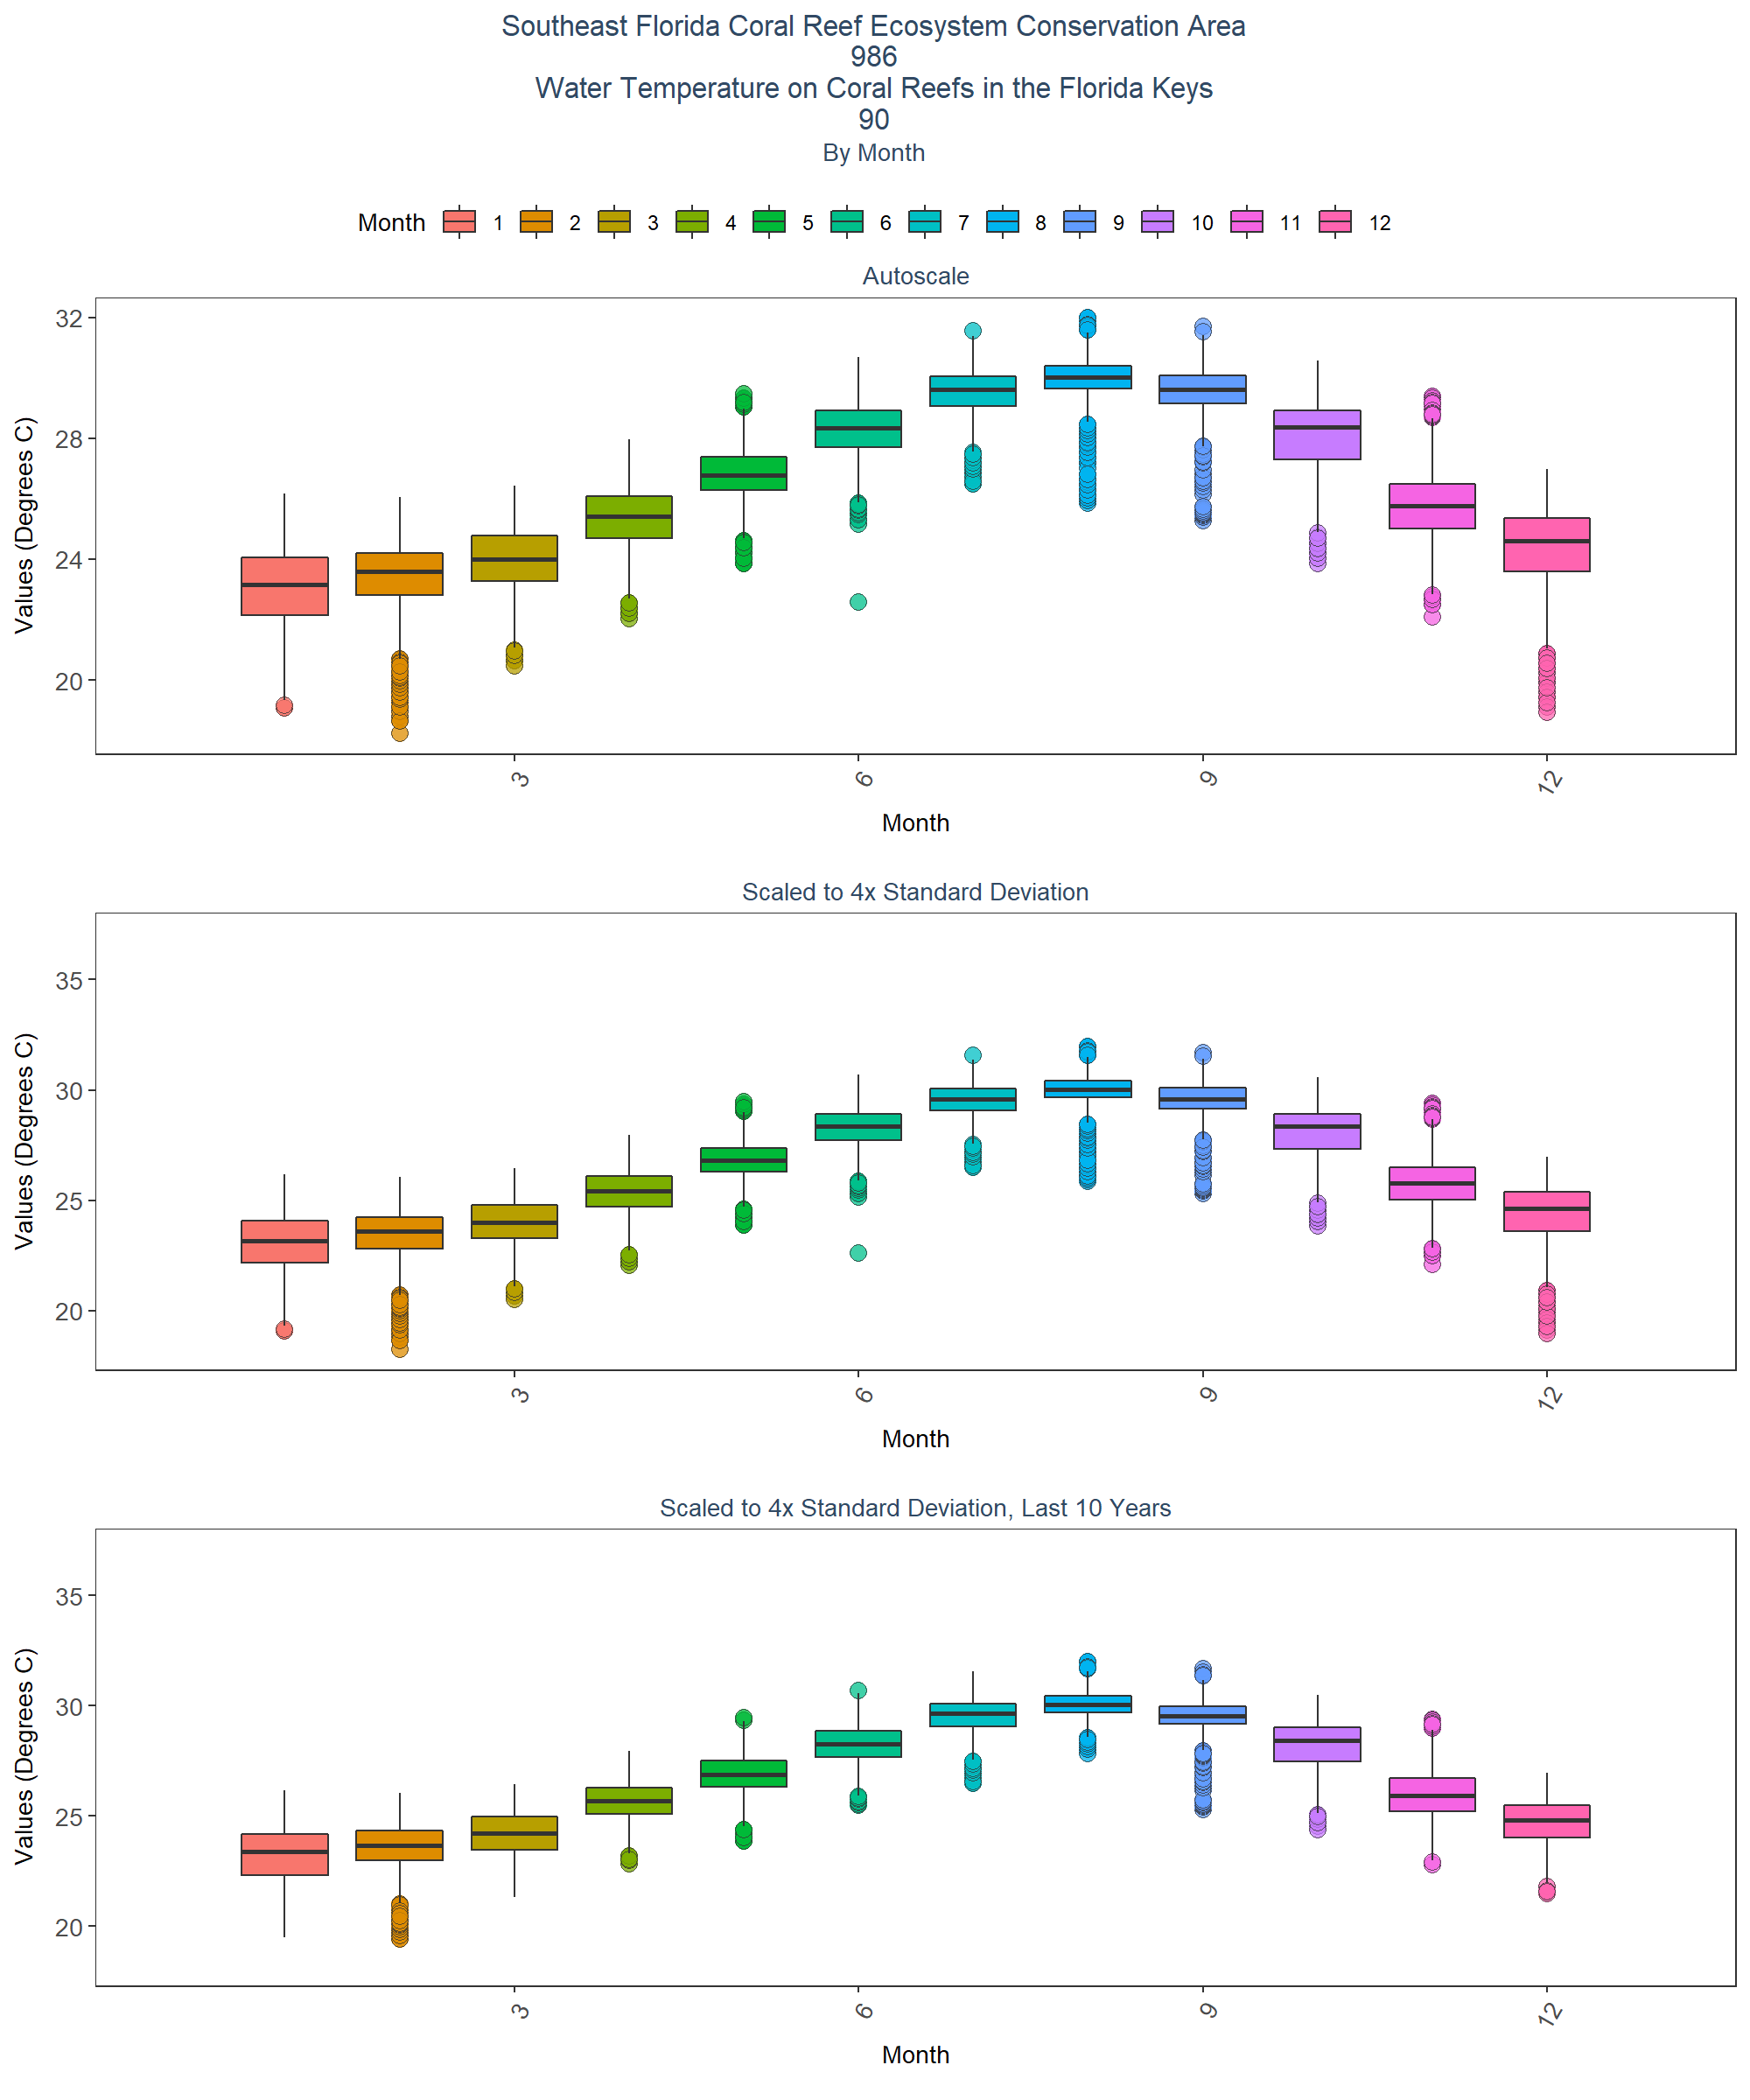 Southeast Florida Coral Reef Ecosystem Conservation Area
986
Water Temperature on Coral Reefs in the Florida Keys
90
By Month
Month 1 2 3 4 5 6 7 8 9 10 11 12
Autoscale
Values (Degrees C)
32
28
24
20
3 6 9 12
Month
Scaled to 4x Standard Deviation
Values (Degrees C)
35
30
25
20
3 6 9 12
Month
Scaled to 4x Standard Deviation, Last 10 Years
Values (Degrees C)
35
30
25
20
3 6 9 12
Month